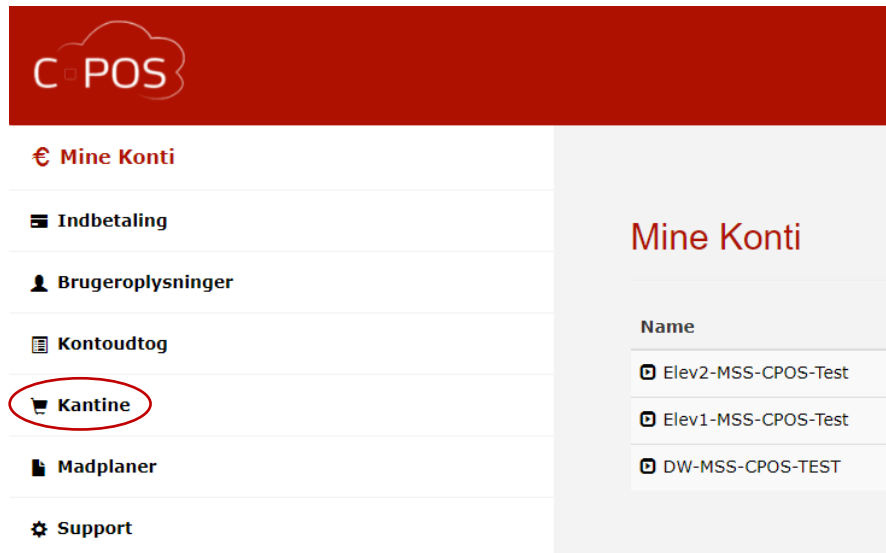 C POS
Mine Konti
Indbetaling
Brugeroplysninger
Kontoudtog
Kantine
Madplaner
Support
Mine Konti
Name
Elev2-MSS-CPOS-Test
Elev1-MSS-CPOS-Test
DW-MSS-CPOS-TEST